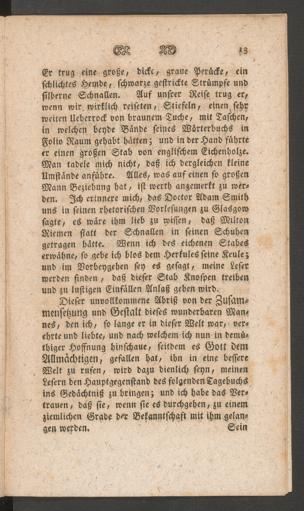 13
Er trug eine große, dicke, graue Perücke, ein
schlichtes Hemde, schwarze gestrickte Strümpfe und
silberne Schnallen. Auf unsrer Reise trug er,
wenn wir wirklich reiseten, Stiefeln, einen sehr
weiten Ueberrock von braunem Tuche, mit Taschen,
in welchen beyde Bände seines Wörterbuchs in
Folio Raum gehabt hätten; und in der Hand führte
er einen großen Stab von englischem Eichenholze.
Man tadele mich nicht, daß ich dergleichen kleine
Umstände anführe. Alles, was auf einen so großen
Mann Beziehung hat, ist werth angemerkt zu wer-
den. Ich erinnere mich, das Doctor Adam Smith
uns in seinen rhetorischen Vorlesungen zu Glasgow
sagte, es wäre ihm lieb zu wissen, daß Milton
Riemen statt der Schnallen in seinen Schuhen
getragen hätte. Wenn ich des eichenen Stabes
erwähne, so gebe ich blos dem Herkules seine Keule;
und im Vorbeygehen sey es gesagt, meine Leser
werden finden, daß dieser Stab Knospen treiben
und zu lustigen Einfällen Anlaß geben wird.
Dieser unvollkommene Abriß von der Zusam-
mensetzung und Gestalt dieses wunderbaren Man-
nes, den ich, so lange er in dieser Welt war, ver-
ehrte und liebte, und nach welchem ich nun in demü-
thiger Hoffnung hinschaue, seitdem es Gott dem
Allmächtigen, gefallen hat, ihn in eine bessere
Welt zu rufen, wird dazu dienlich seyn, meinen
Lesern den Hauptgegenstand des folgenden Tagebuchs
ins Gedächtniß zu bringen; und ich habe das Ver-
trauen, daß sie, wenn sie es durchgehen, zu einem
ziemlichen Grade der Bekanntschaft mit ihm gelan-
gen werden.
Sein